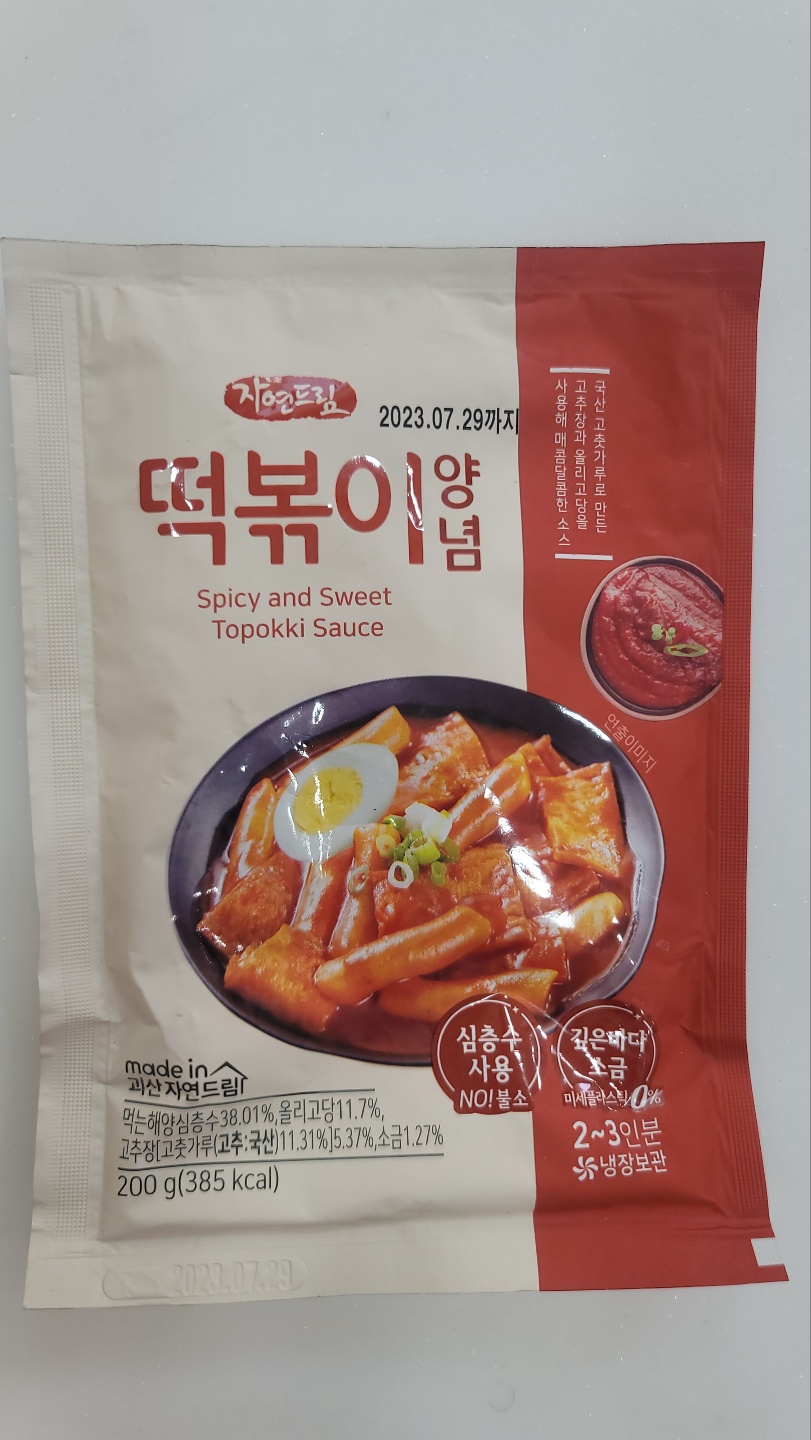 자연드림
2023.07.29까지
떡볶이양념
Spicy and Sweet
Topokki Sauce
국산 고춧가루로 만든
고추장과 올리고당을
사용해 매콤달콤한 소스
연출이미지
심층수
사용
NO! 불소
깊은바다
소금
미세플라스틱 0%
2~3인분
냉장보관
made in
괴산자연드림
먹는해양심층수38.01%,올리고당11.7%,
고추장[고춧가루(고추:국산)11.31%]5.37%,소금1.27%
200 g(385 kcal)
2023.07.29